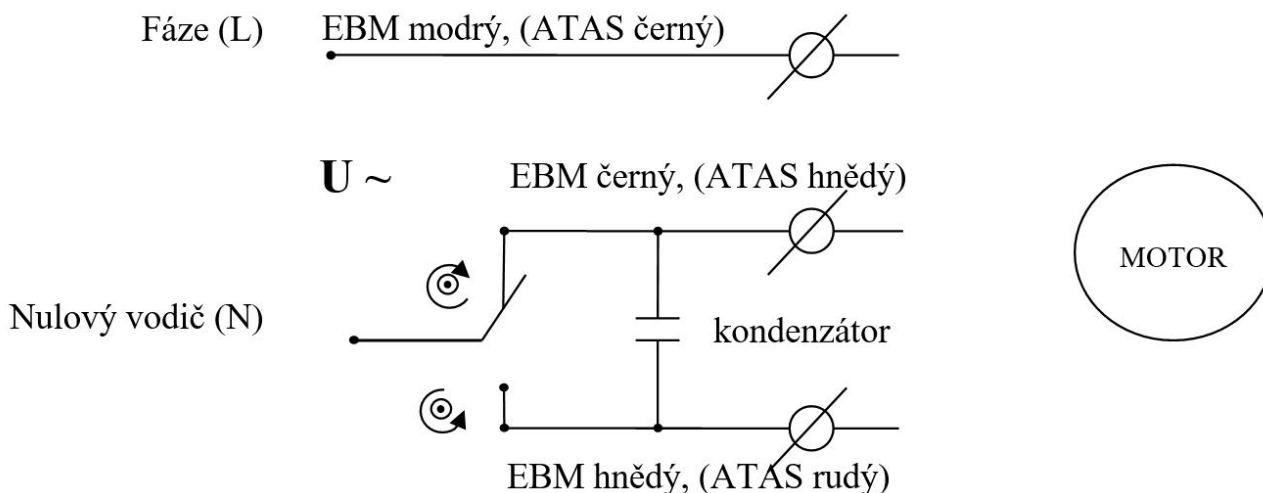 Fáze (L)
EBM modrý, (ATAS černý)
U ~
EBM černý, (ATAS hnědý)
MOTOR
Nulový vodič (N)
kondenzátor
EBM hnědý, (ATAS rudý)